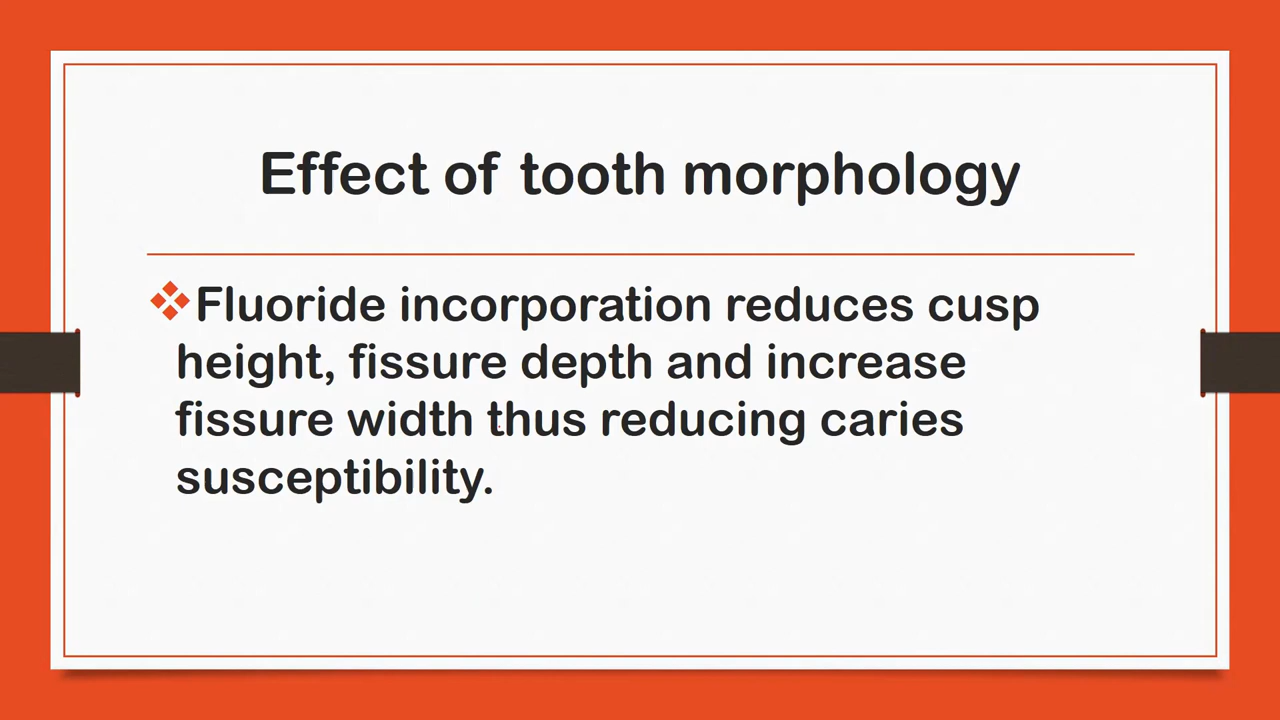 Effect of tooth morphology
Fluoride incorporation reduces cusp
height, fissure depth and increase
fissure width thus reducing caries
susceptibility.